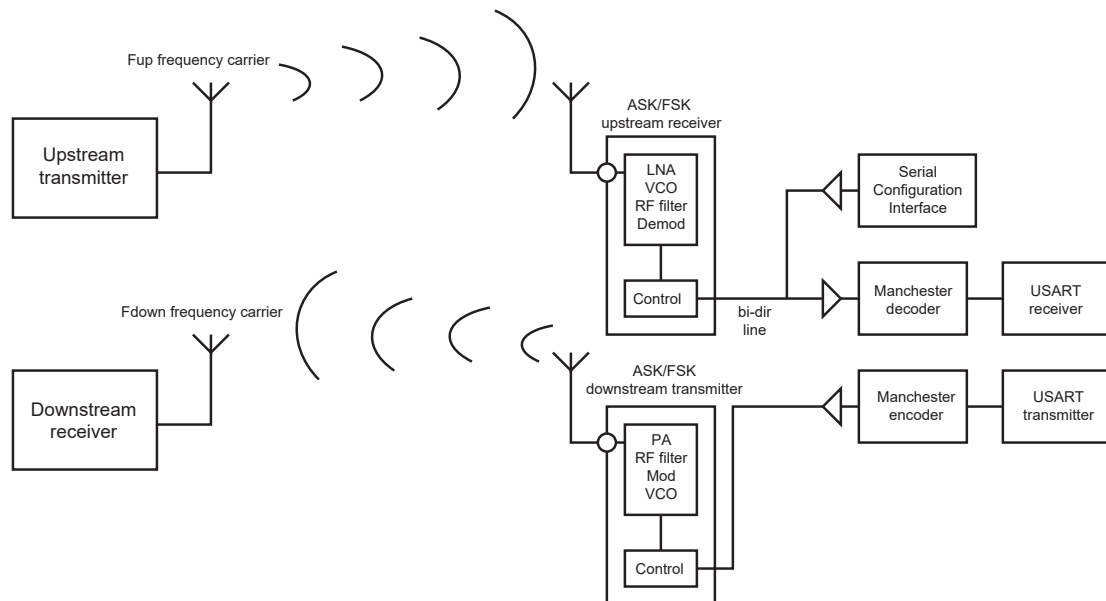 Fup frequency carrier
Upstream
transmitter
ASK/FSK
upstream receiver
LNA
VCO
RF filter
Demod
Control
bi-dir
line
Serial
Configuration
Interface
Manchester
decoder
USART
receiver
Fdown frequency carrier
Downstream
receiver
ASK/FSK
downstream transmitter
PA
RF filter
Mod
VCO
Control
Manchester
encoder
USART
transmitter